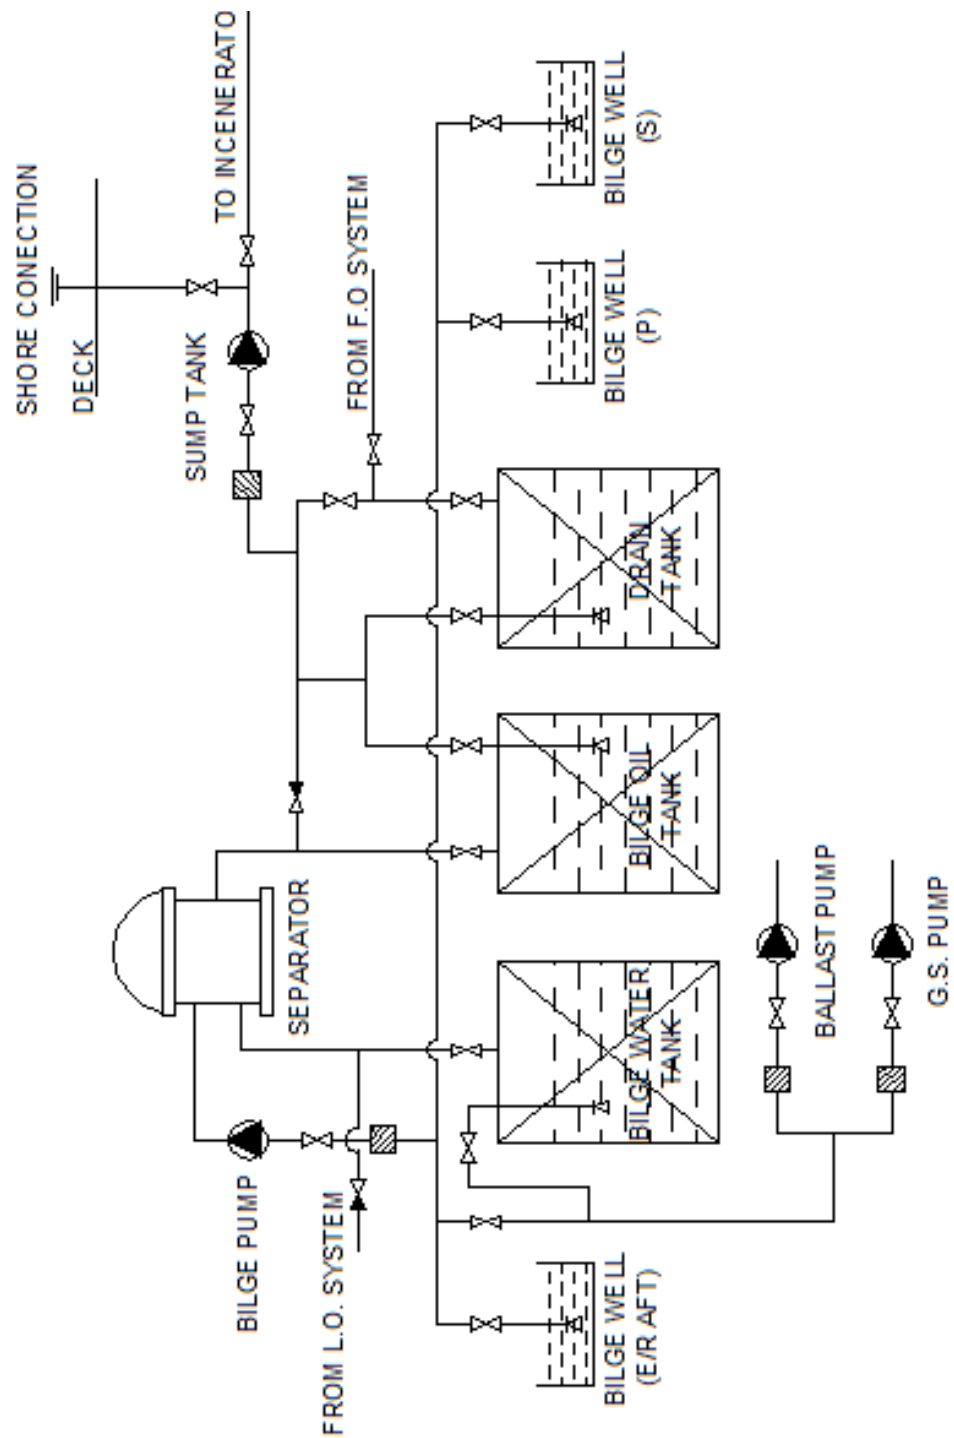 SHORE CONECTION
DECK
TO INCENERATO
SUMP TANK
FROM F.O SYSTEM
BILGE WELL
(S)
BILGE WELL
(P)
DRAIN
TANK
BILGE OIL
TANK
SEPARATOR
BILGE WATER
TANK
BALLAST PUMP
G.S. PUMP
BILGE PUMP
FROM L.O. SYSTEM
BILGE WELL
(E/R AFT)